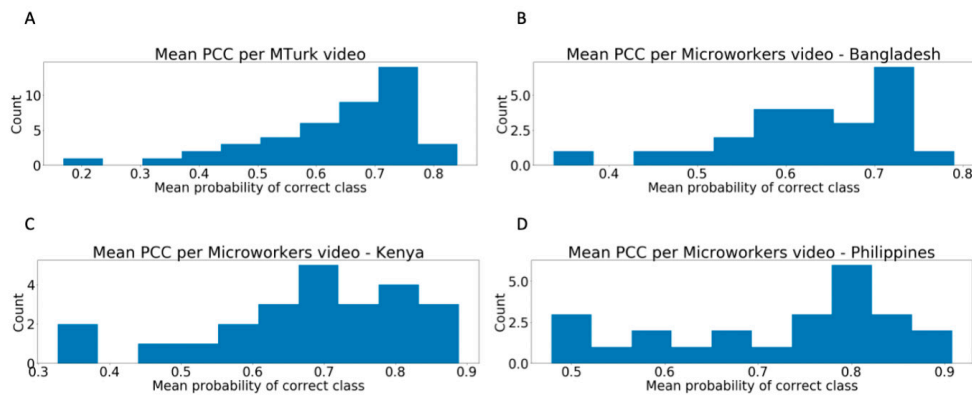 A
Mean PCC per MTurk video
10
5
0
Count
0.2 0.3 0.4 0.5 0.6 0.7 0.8
Mean probability of correct class
B
Mean PCC per Microworkers video - Bangladesh
5.0
2.5
0.0
Count
0.4 0.5 0.6 0.7 0.8
Mean probability of correct class
C
Mean PCC per Microworkers video - Kenya
4
2
0
Count
0.3 0.4 0.5 0.6 0.7 0.8 0.9
Mean probability of correct class
D
Mean PCC per Microworkers video - Philippines
5.0
2.5
0.0
Count
0.5 0.6 0.7 0.8 0.9
Mean probability of correct class